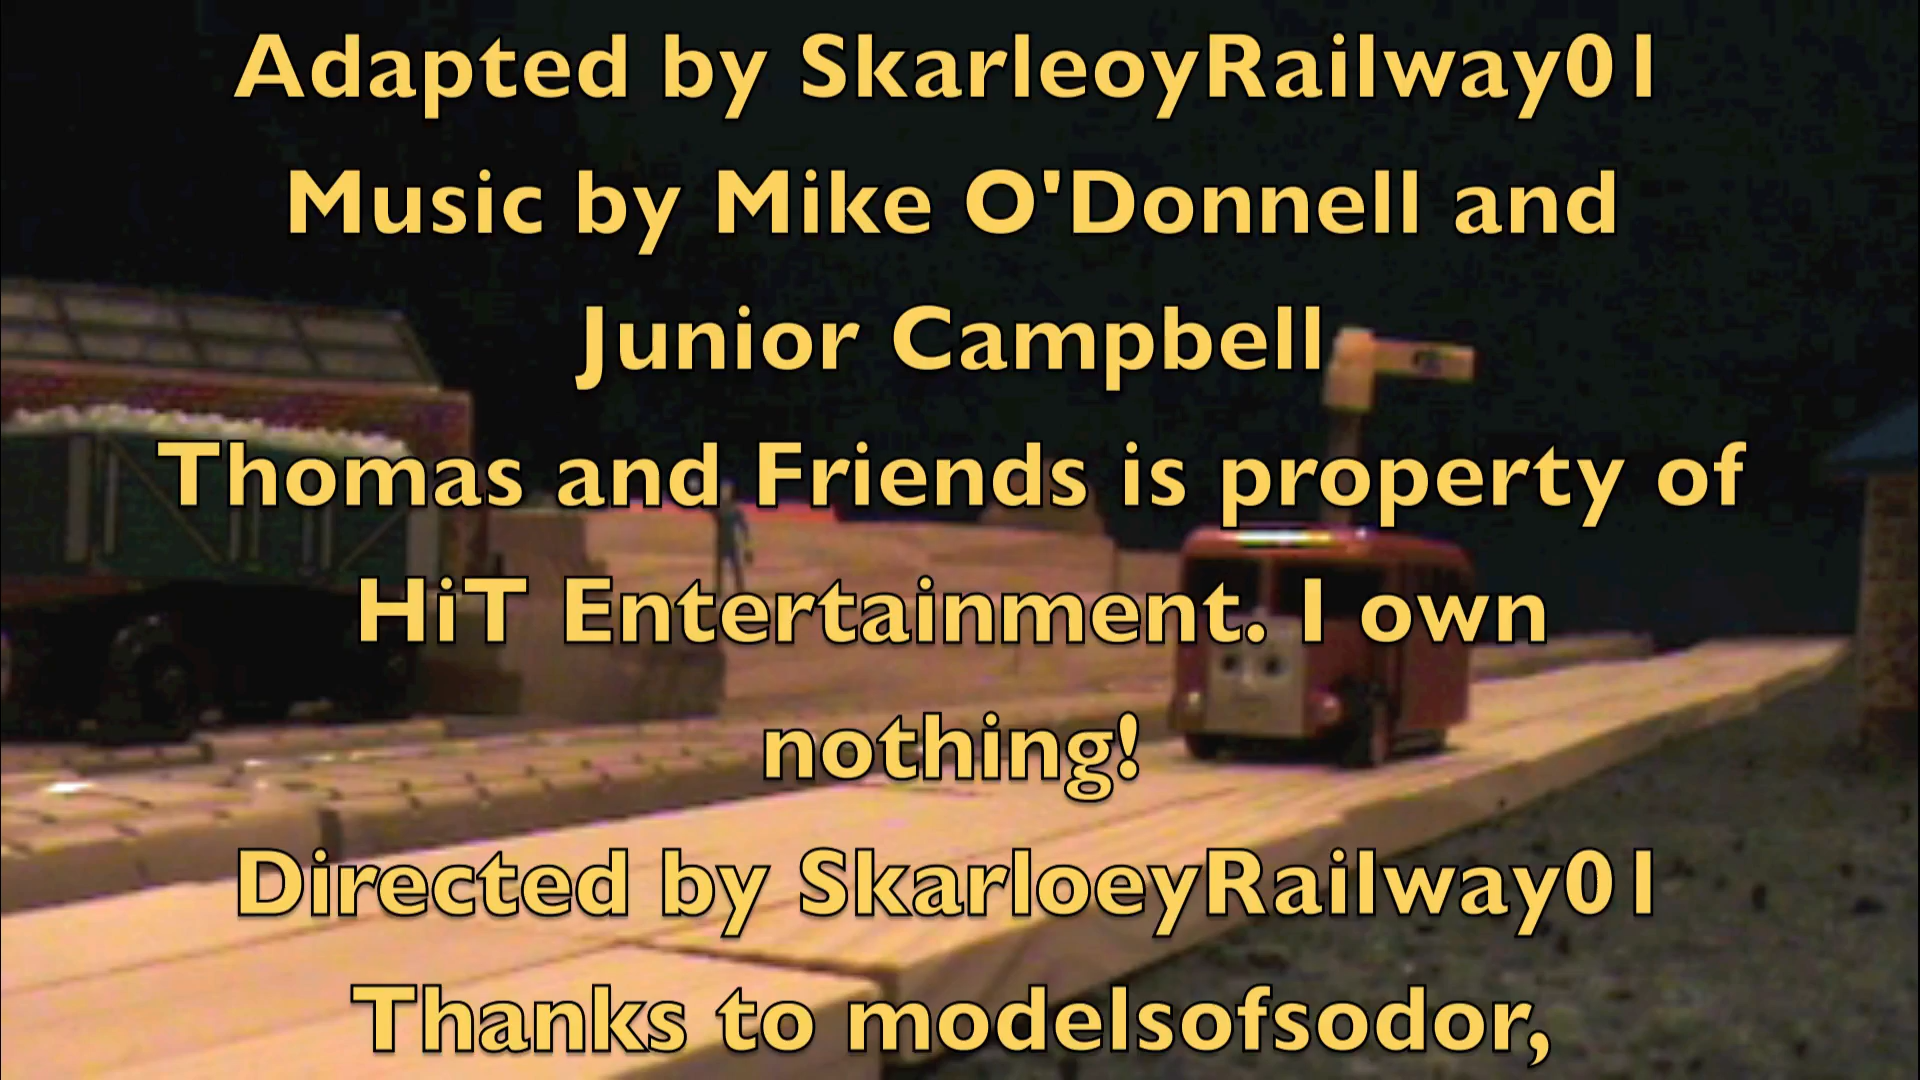 Adapted by SkarleoyRailway01
Music by Mike O'Donnell and
Junior Campbell
Thomas and Friends is property of
HiT Entertainment. I own
nothing!
Directed by SkarloeyRailway01
Thanks to modelsofsodor,